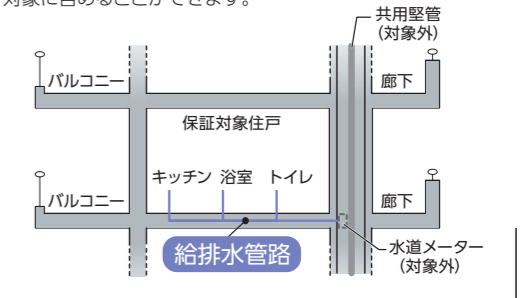 対象に含めることができます。
共用堅管
(対象外)
バルコニー
廊下
保証対象住戸
キッチン 浴室 トイレ
バルコニー
廊下
給排水管路
水道メーター
(対象外)